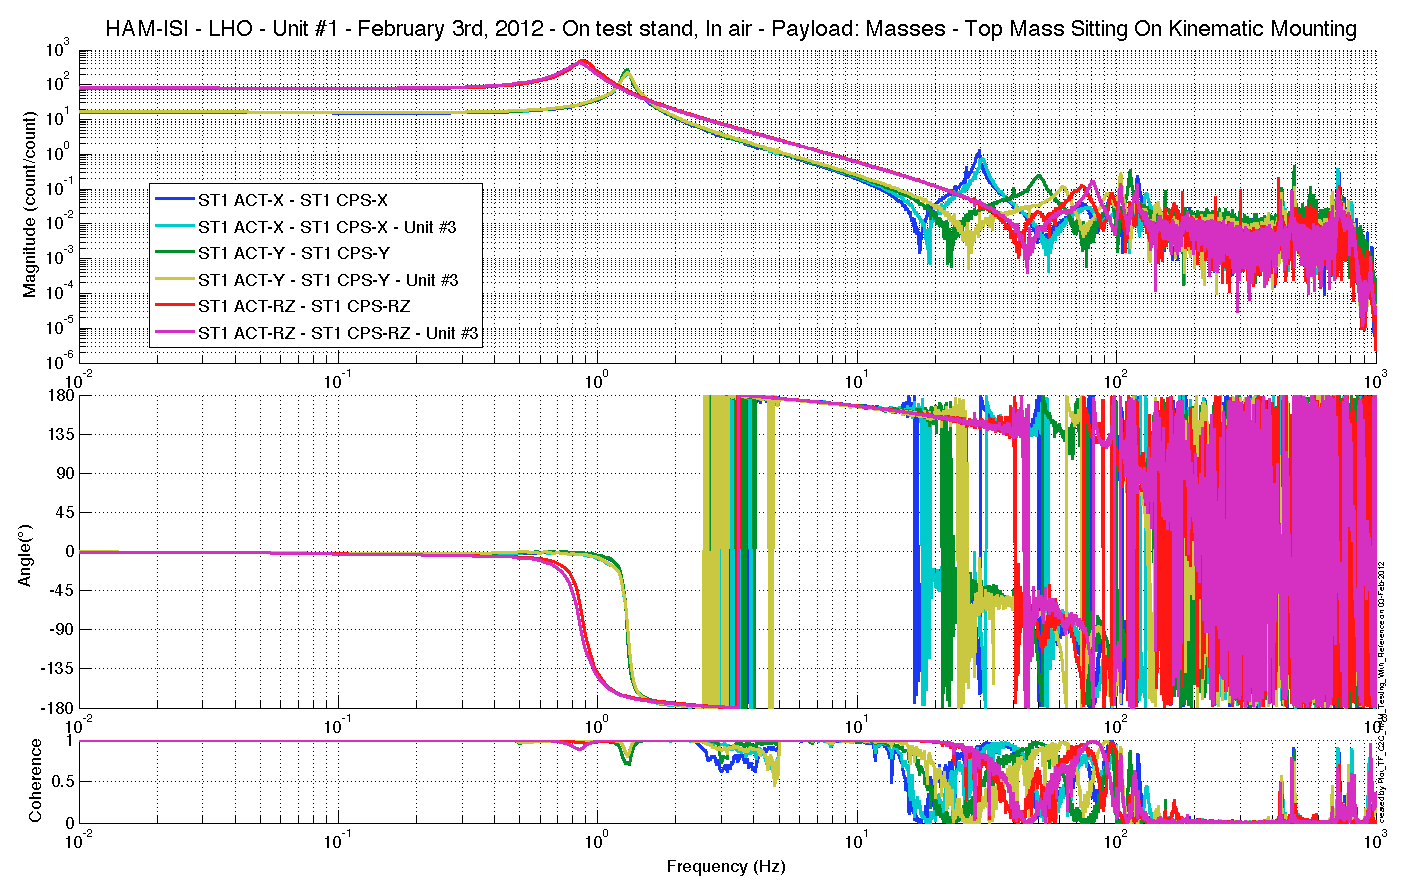 HAM-ISI - LHO - Unit #1 - February 3rd, 2012 - On test stand, In air - Payload: Masses - Top Mass Sitting On Kinematic Mounting
Magnitude (count/count)
10^3
10^2
10^1
10^0
10^-1
10^-2
10^-3
10^-4
10^-5
10^-6
ST1 ACT-X - ST1 CPS-X
ST1 ACT-X - ST1 CPS-X - Unit #3
ST1 ACT-Y - ST1 CPS-Y
ST1 ACT-Y - ST1 CPS-Y - Unit #3
ST1 ACT-RZ - ST1 CPS-RZ
ST1 ACT-RZ - ST1 CPS-RZ - Unit #3
10^-2 10^-1 10^0 10^1 10^2 10^3
Angle(°)
180
135
90
45
0
-45
-90
-135
-180
10^-2 10^-1 10^0 10^1 10^2 10^3
Coherence
1
0.5
0
10^-2 10^-1 10^0 10^1 10^2 10^3
Frequency (Hz)